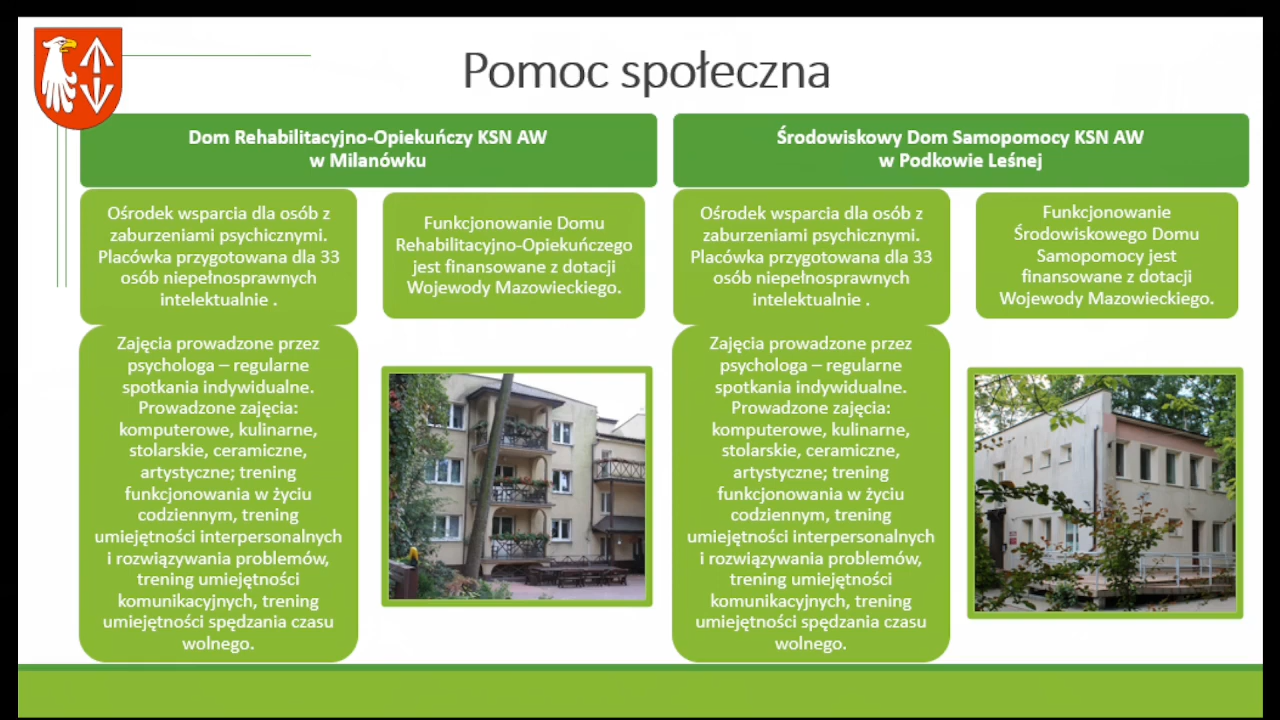 Pomoc społeczna
Dom Rehabilitacyjno-Opiekuńczy KSN AW
w Milanówku
Ośrodek wsparcia dla osób z
zaburzeniami psychicznymi.
Placówka przygotowana dla 33
osób niepełnosprawnych
intelektualnie .
Funkcjonowanie Domu
Rehabilitacyjno-Opiekuńczego
jest finansowane z dotacji
Wojewody Mazowieckiego.
Zajęcia prowadzone przez
psychologa – regularne
spotkania indywidualne.
Prowadzone zajęcia:
komputerowe, kulinarne,
stolarskie, ceramiczne,
artystyczne; trening
funkcjonowania w życiu
codziennym, trening
umiejętności interpersonalnych
i rozwiązywania problemów,
trening umiejętności
komunikacyjnych, trening
umiejętności spędzania czasu
wolnego.
Środowiskowy Dom Samopomocy KSN AW
w Podkowie Leśnej
Ośrodek wsparcia dla osób z
zaburzeniami psychicznymi.
Placówka przygotowana dla 33
osób niepełnosprawnych
intelektualnie .
Funkcjonowanie
Środowiskowego Domu
Samopomocy jest
finansowane z dotacji
Wojewody Mazowieckiego.
Zajęcia prowadzone przez
psychologa – regularne
spotkania indywidualne.
Prowadzone zajęcia:
komputerowe, kulinarne,
stolarskie, ceramiczne,
artystyczne; trening
funkcjonowania w życiu
codziennym, trening
umiejętności interpersonalnych
i rozwiązywania problemów,
trening umiejętności
komunikacyjnych, trening
umiejętności spędzania czasu
wolnego.